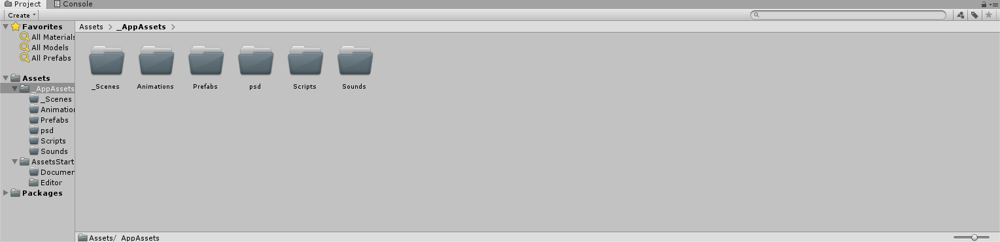 Project
Console
Create
Favorites
All Materials
All Models
All Prefabs
Assets
_AppAssets
_Scenes
Animation
Prefabs
psd
Scripts
Sounds
AssetsStart
Documen
Editor
Packages
Assets > _AppAssets >
_Scenes Animations Prefabs psd Scripts Sounds
Assets/_AppAssets